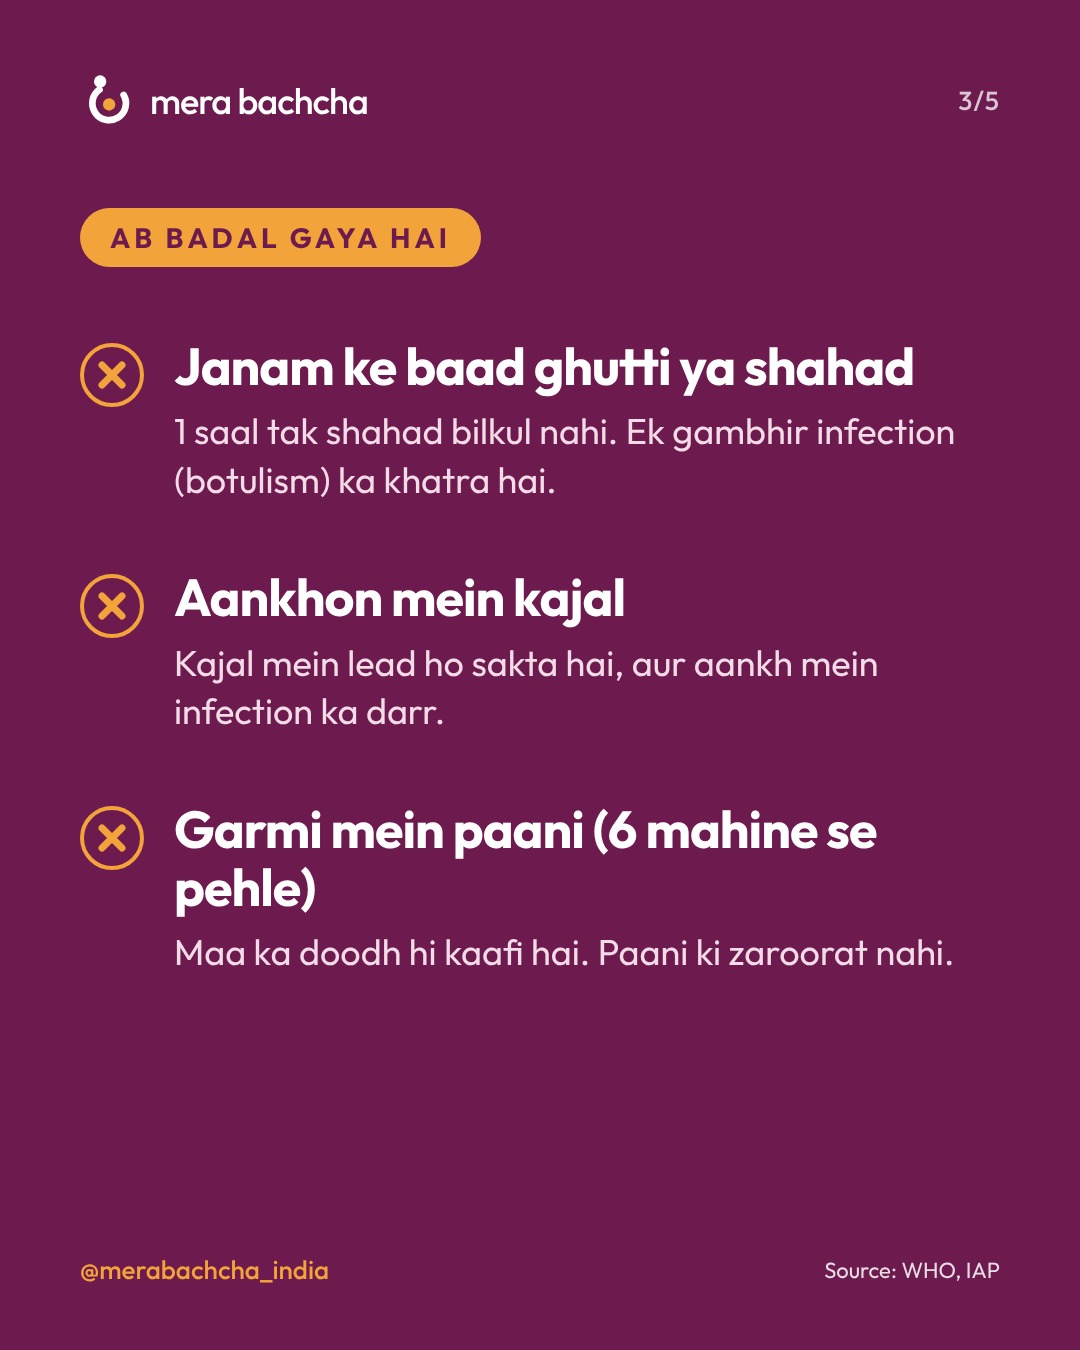 mera bachcha
3/5
AB BADAL GAYA HAI
Janam ke baad ghutti ya shahad
1 saal tak shahad bilkul nahi. Ek gambhir infection
(botulism) ka khatra hai.
Aankhon mein kajal
Kajal mein lead ho sakta hai, aur aankh mein
infection ka darr.
Garmi mein paani (6 mahine se
pehle)
Maa ka doodh hi kaafi hai. Paani ki zaroorat nahi.
@merabachcha_india
Source: WHO, IAP